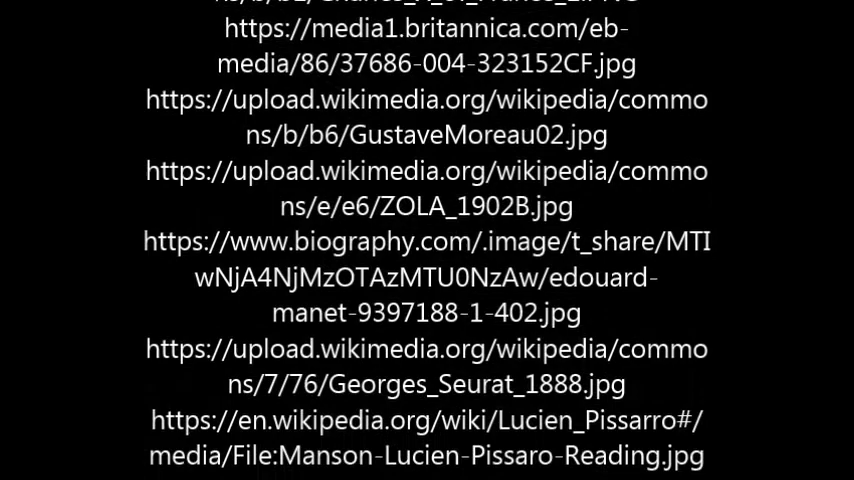 https://media1.britannica.com/eb-
media/86/37686-004-323152CF.jpg
https://upload.wikimedia.org/wikipedia/commo
ns/b/b6/GustaveMoreau02.jpg
https://upload.wikimedia.org/wikipedia/commo
ns/e/e6/ZOLA_1902B.jpg
https://www.biography.com/.image/t_share/MTI
wNjA4NjMzOTAzMTU0NzAw/edouard-
manet-9397188-1-402.jpg
https://upload.wikimedia.org/wikipedia/commo
ns/7/76/Georges_Seurat_1888.jpg
https://en.wikipedia.org/wiki/Lucien_Pissarro#/
media/File:Manson-Lucien-Pissaro-Reading.jpg